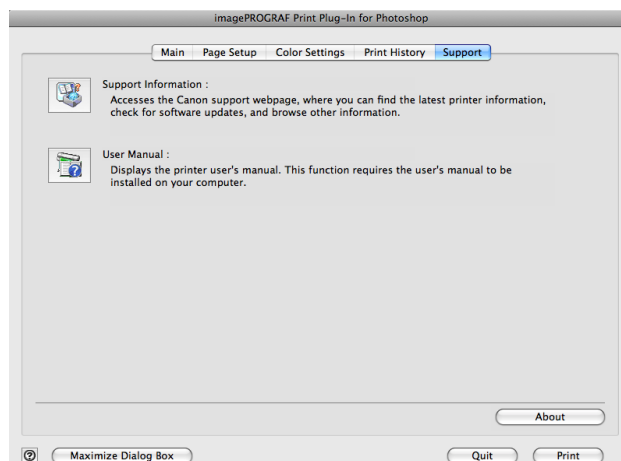 imagePROGRAF Print Plug-In for Photoshop
Main Page Setup Color Settings Print History Support
Support Information :
Accesses the Canon support webpage, where you can find the latest printer information,
check for software updates, and browse other information.
User Manual :
Displays the printer user's manual. This function requires the user's manual to be
installed on your computer.
About
? Maximize Dialog Box Quit Print